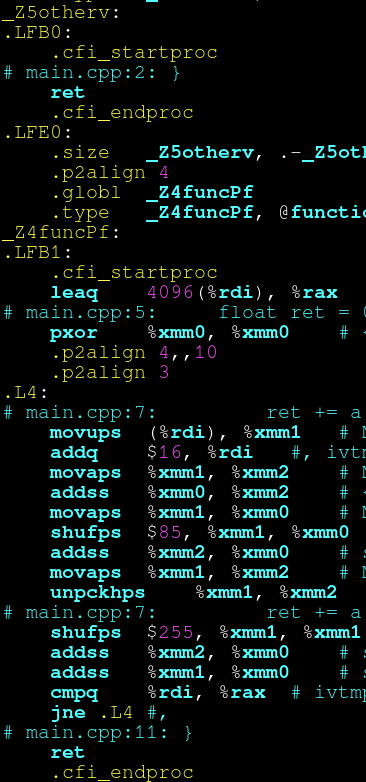 _Z5otherv:
.LFB0:
.cfi_startproc
# main.cpp:2: }
ret
.cfi_endproc
.LFE0:
.size _Z5otherv, .-_Z5oth
.p2align 4
.globl _Z4funcPf
.type _Z4funcPf, @functio
_Z4funcPf:
.LFB1:
.cfi_startproc
leaq 4096(%rdi), %rax
# main.cpp:5: float ret = 0
pxor %xmm0, %xmm0 # <
.p2align 4,,10
.p2align 3
.L4:
# main.cpp:7: ret += a
movups (%rdi), %xmm1 # M
addq $16, %rdi #, ivtm
movaps %xmm1, %xmm2 # M
addss %xmm0, %xmm2 # <
movaps %xmm1, %xmm0 # M
shufps $85, %xmm1, %xmm0
addss %xmm2, %xmm0 # s
movaps %xmm1, %xmm2 # M
unpckhps %xmm1, %xmm2
# main.cpp:7: ret += a
shufps $255, %xmm1, %xmm1
addss %xmm2, %xmm0 # s
addss %xmm1, %xmm0 # s
cmpq %rdi, %rax # ivtmp
jne .L4 #,
# main.cpp:11: }
ret
.cfi_endproc